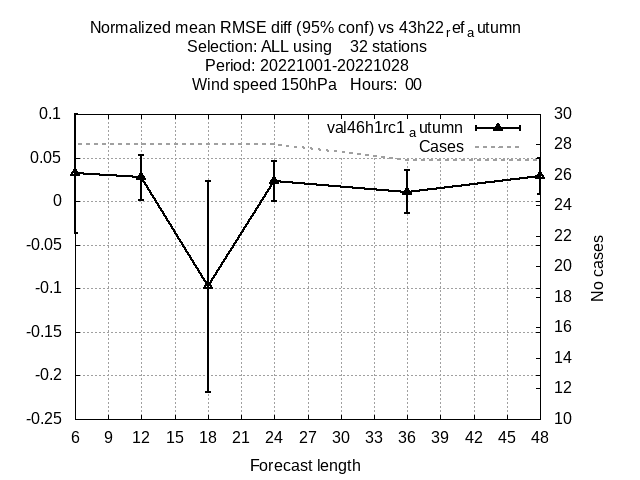 Normalized mean RMSE diff (95% conf) vs 43h22ref a utumn
Selection: ALL using 32 stations
Period: 20221001-20221028
Wind speed 150hPa Hours: 00
val46h1rc1 a utumn
Cases
0.1
0.05
0
-0.05
-0.1
-0.15
-0.2
-0.25
30
28
26
24
22
20
18
16
14
12
10
No cases
6 9 12 15 18 21 24 27 30 33 36 39 42 45 48
Forecast length